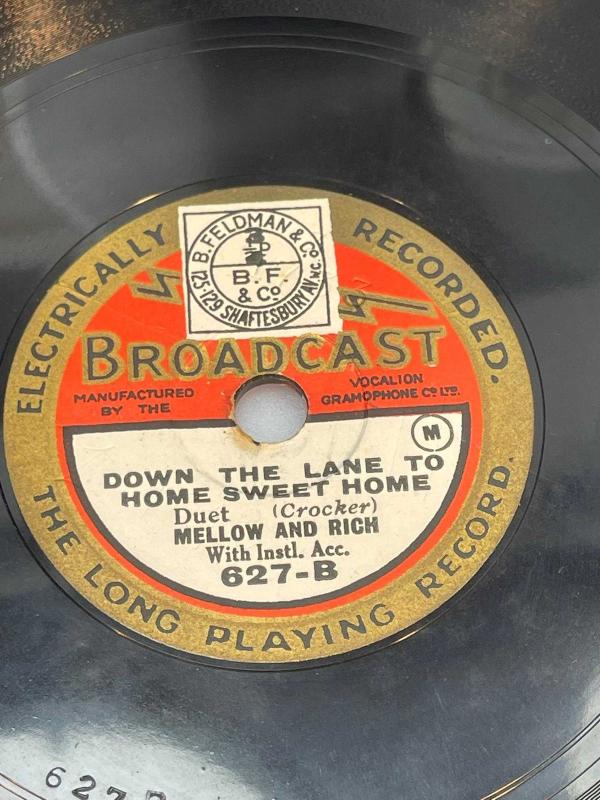 ELECTRICALLY RECORDED.
B. FELDMAN & CO.
B.F.
& Co
125-129 SHAFTESBURY AV. W.C.
BROADCAST
MANUFACTURED
BY THE
VOCALION
GRAMOPHONE CO LTD.
M
DOWN THE LANE TO
HOME SWEET HOME
Duet (Crocker)
MELLOW AND RICH
With Instl. Acc.
627-B
THE LONG PLAYING RECORD.
627